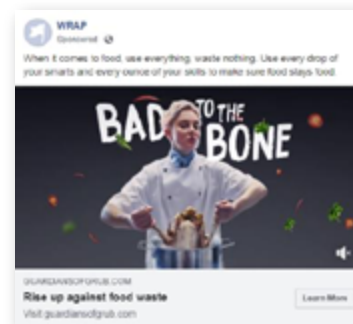 WRAP
Sponsored
When it comes to food, use everything, waste nothing. Use every drop of
your smarts and every ounce of your skills to make sure food stays food.
BAD TO THE
BONE
GUARDIANSOFGRUB.COM
Rise up against food waste
Learn More
Visit guardiansofgrub.com